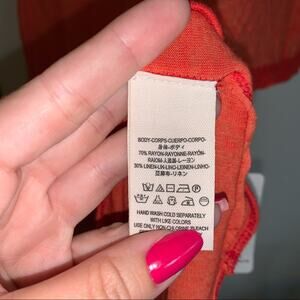 BODY-CORPS-CUERPO-CORPO-
身体-ボディ
70% RAYON-RAYONNE-RAYÓN-
RAION-人造絲-レーヨン
30% LINEN-LIN-LINO-LINHO-
亞麻布-リネン
HAND WASH COLD SEPARATELY
WITH LIKE COLORS
USE ONLY NON-CHLORINE BLEACH